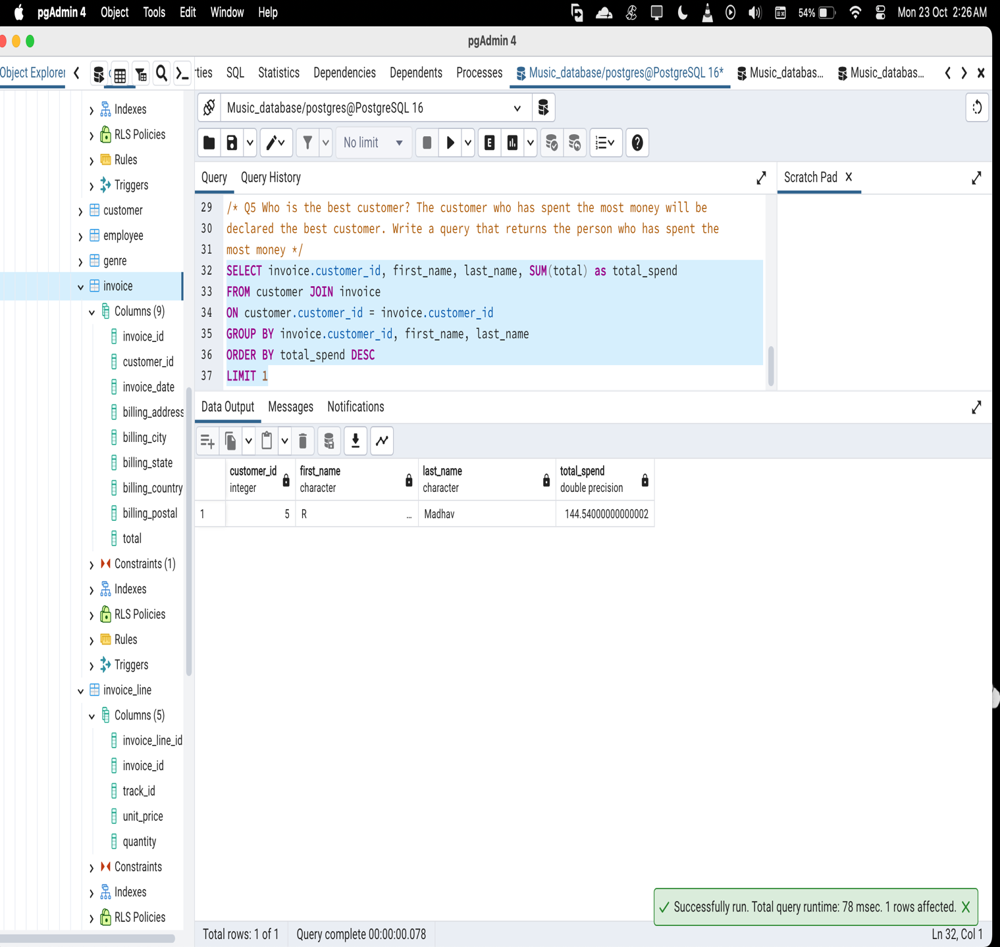 pgAdmin 4 Object Tools Edit Window Help 54% Mon 23 Oct 2:26 AM
pgAdmin 4
Object Explorer ties SQL Statistics Dependencies Dependents Processes Music_database/postgres@PostgreSQL 16* Music_databas... Music_databas...
Music_database/postgres@PostgreSQL 16
No limit
Query Query History
Scratch Pad
29 /* Q5 Who is the best customer? The customer who has spent the most money will be
30 declared the best customer. Write a query that returns the person who has spent the
31 most money */
32 SELECT invoice.customer_id, first_name, last_name, SUM(total) as total_spend
33 FROM customer JOIN invoice
34 ON customer.customer_id = invoice.customer_id
35 GROUP BY invoice.customer_id, first_name, last_name
36 ORDER BY total_spend DESC
37 LIMIT 1
Data Output Messages Notifications
customer_id first_name last_name total_spend
integer character character double precision
1 5 R ... Madhav 144.54000000000002
Successfully run. Total query runtime: 78 msec. 1 rows affected.
Total rows: 1 of 1 Query complete 00:00:00.078 Ln 32, Col 1
Indexes
RLS Policies
Rules
Triggers
customer
employee
genre
invoice
Columns (9)
invoice_id
customer_id
invoice_date
billing_address
billing_city
billing_state
billing_country
billing_postal
total
Constraints (1)
Indexes
RLS Policies
Rules
Triggers
invoice_line
Columns (5)
invoice_line_id
invoice_id
track_id
unit_price
quantity
Constraints
Indexes
RLS Policies